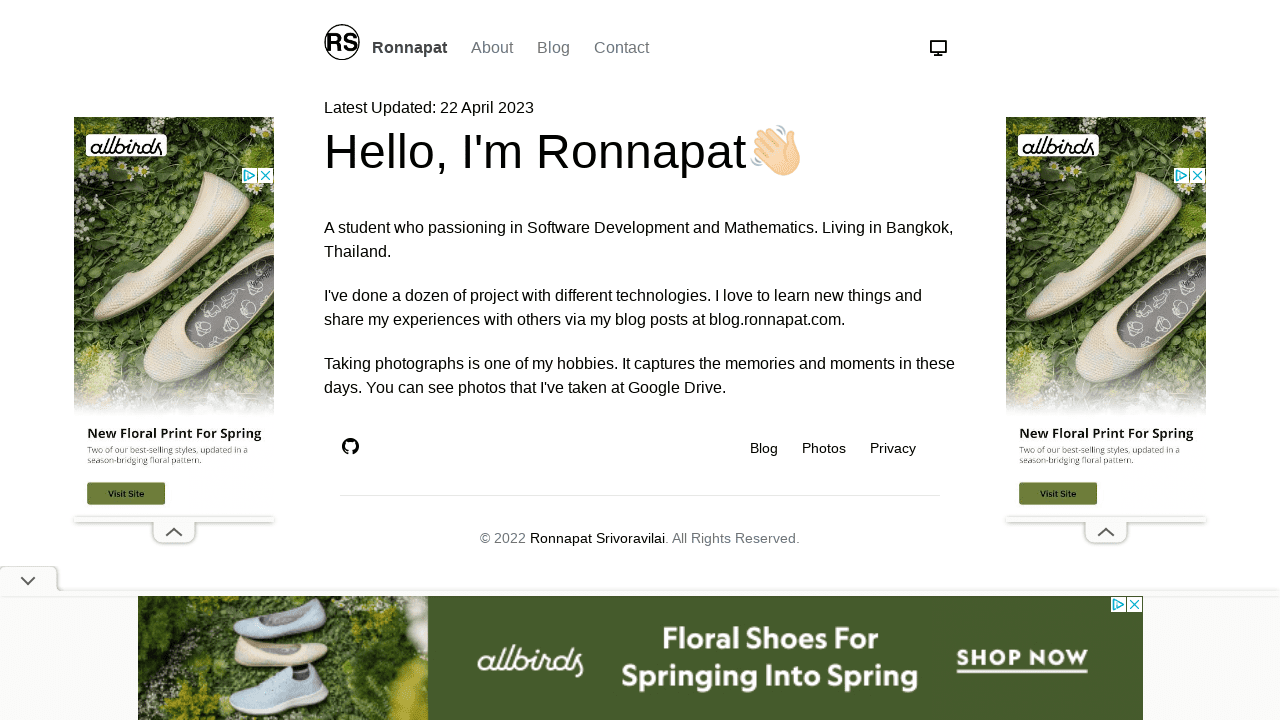 RS
Ronnapat About Blog Contact
Latest Updated: 22 April 2023
Hello, I'm Ronnapat👋🏻
A student who passioning in Software Development and Mathematics. Living in Bangkok,
Thailand.
I've done a dozen of project with different technologies. I love to learn new things and
share my experiences with others via my blog posts at blog.ronnapat.com.
Taking photographs is one of my hobbies. It captures the memories and moments in these
days. You can see photos that I've taken at Google Drive.
Blog Photos Privacy
© 2022 Ronnapat Srivoravilai. All Rights Reserved.
allbirds
New Floral Print For Spring
Two of our best-selling styles, updated in a
season-bridging floral pattern.
Visit Site
allbirds
New Floral Print For Spring
Two of our best-selling styles, updated in a
season-bridging floral pattern.
Visit Site
allbirds
Floral Shoes For
Springing Into Spring
SHOP NOW